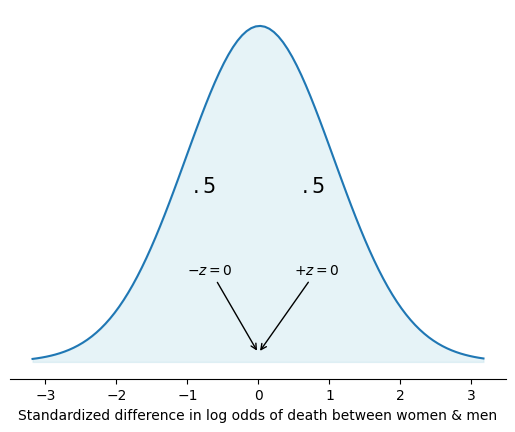 .5 .5
−z = 0 +z = 0
−3 −2 −1 0 1 2 3
Standardized difference in log odds of death between women & men